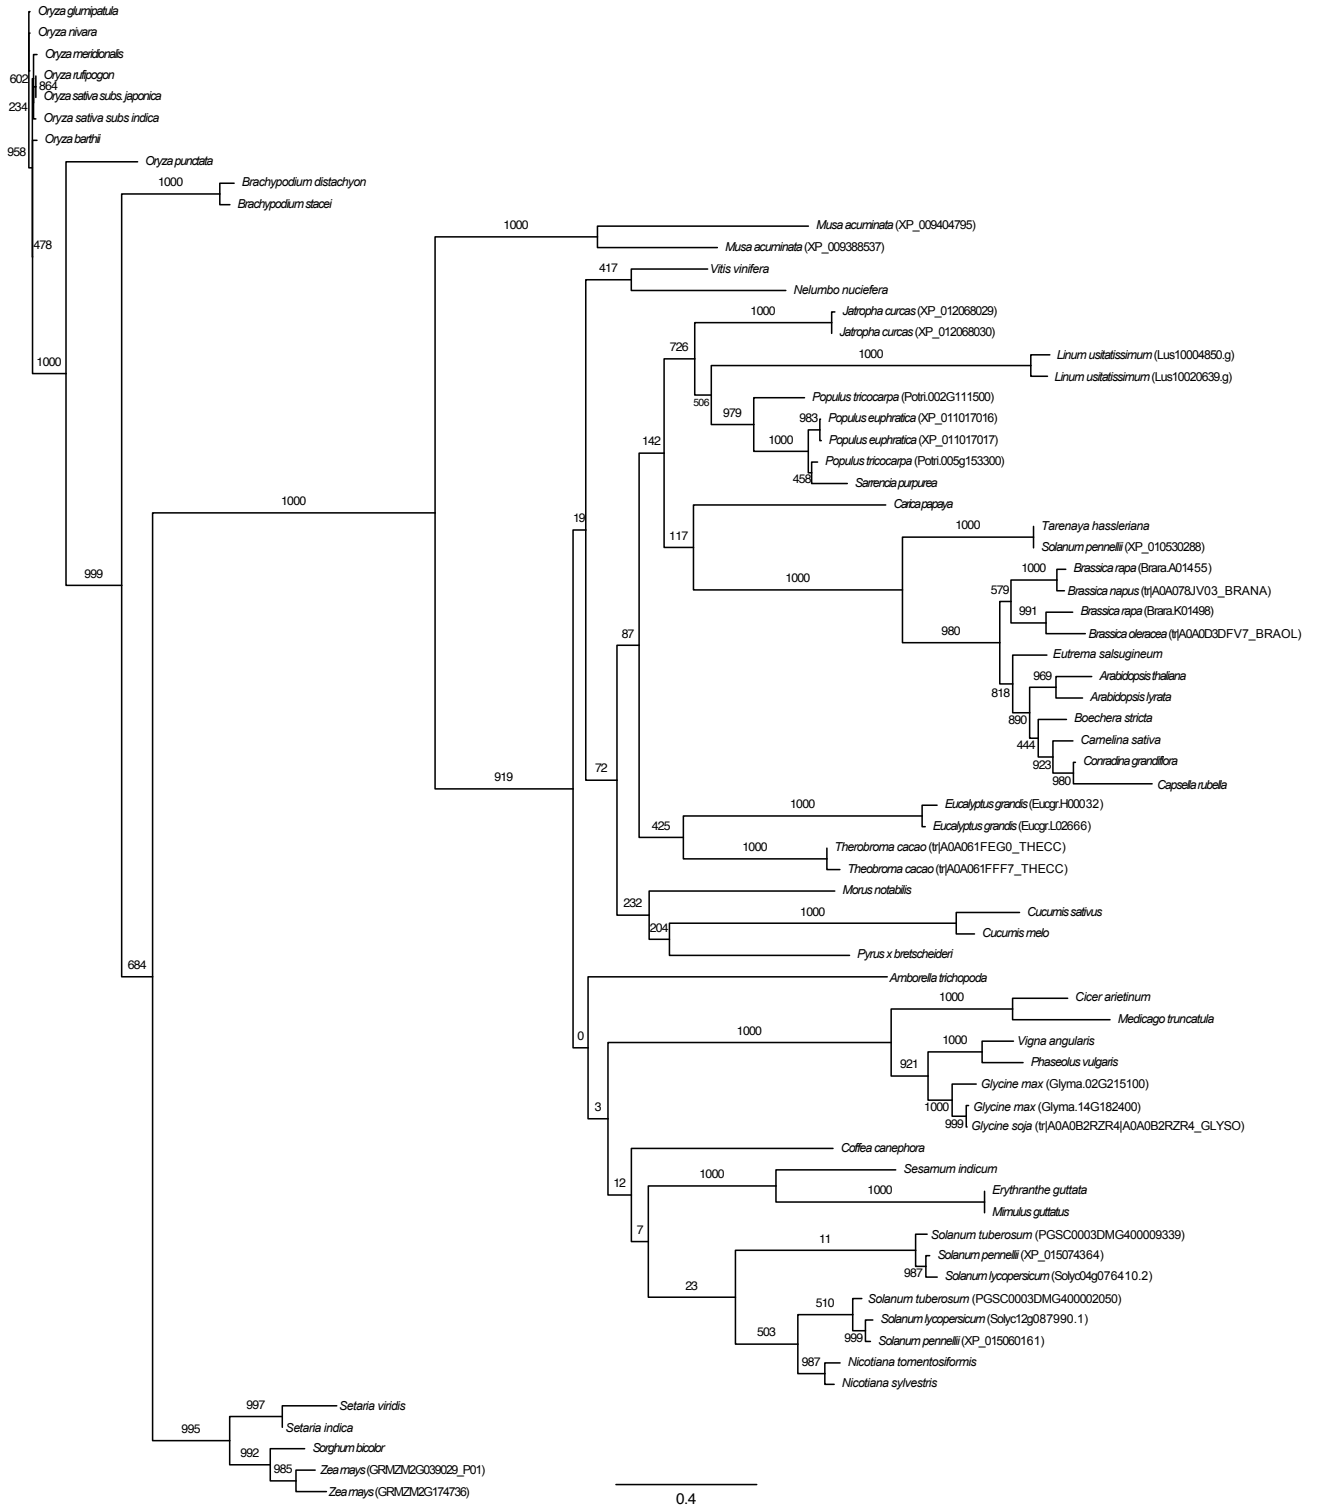 Oryza glumipatula
Oryza nivara
Oryza meridionalis
602
Oryza rufipogon
864
Oryza sativa subs. japonica
234
Oryza sativa subs indica
Oryza barthii
958
Oryza punctata
1000
Brachypodium distachyon
Brachypodium stacei
478
1000
Musa acuminata (XP_009404795)
Musa acuminata (XP_009388537)
417
Vitis vinifera
Nelumbo nuciefera
1000
Jatropha curcas (XP_012068029)
Jatropha curcas (XP_012068030)
726
1000
Linum usitatissimum (Lus10004850.g)
1000
Linum usitatissimum (Lus10020639.g)
506
979
Populus tricocarpa (Potri.002G111500)
983
Populus euphratica (XP_011017016)
142
1000
Populus euphratica (XP_011017017)
Populus tricocarpa (Potri.005g153300)
458
Sarrencia purpurea
1000
Carica papaya
19
117
1000
Tarenaya hassleriana
Solanum pennellii (XP_010530288)
999
1000
1000
Brassica rapa (Brara.A01455)
579
Brassica napus (tr|A0A078JV03_BRANA)
991
Brassica rapa (Brara.K01498)
87
980
Brassica oleracea (tr|A0A0D3DFV7_BRAOL)
Eutrema salsugineum
969
Arabidopsis thaliana
818
Arabidopsis lyrata
890
Boechera stricta
444
Camelina sativa
923
Conradina grandiflora
919
72
980
Capsella rubella
1000
Eucalyptus grandis (Eucgr.H00032)
425
Eucalyptus grandis (Eucgr.L02666)
1000
Therobroma cacao (tr|A0A061FEG0_THECC)
Theobroma cacao (tr|A0A061FFF7_THECC)
Morus notabilis
232
1000
Cucumis sativus
204
Cucumis melo
Pyrus x bretscheideri
684
Amborella trichopoda
1000
Cicer arietinum
Medicago truncatula
0
1000
1000
Vigna angularis
921
Phaseolus vulgaris
Glycine max (Glyma.02G215100)
3
1000
Glycine max (Glyma.14G182400)
999
Glycine soja (tr|A0A0B2RZR4|A0A0B2RZR4_GLYSO)
Coffea canephora
1000
Sesamum indicum
12
1000
Erythranthe guttata
Mimulus guttatus
7
11
Solanum tuberosum (PGSC0003DMG400009339)
Solanum pennellii (XP_015074364)
987
Solanum lycopersicum (Solyc04g076410.2)
23
510
Solanum tuberosum (PGSC0003DMG400002050)
Solanum lycopersicum (Solyc12g087990.1)
503
999
Solanum pennellii (XP_015060161)
987
Nicotiana tomentosiformis
Nicotiana sylvestris
997
Setaria viridis
995
Setaria indica
992
Sorghum bicolor
985
Zea mays (GRMZM2G039029_P01)
Zea mays (GRMZM2G174736)
0.4